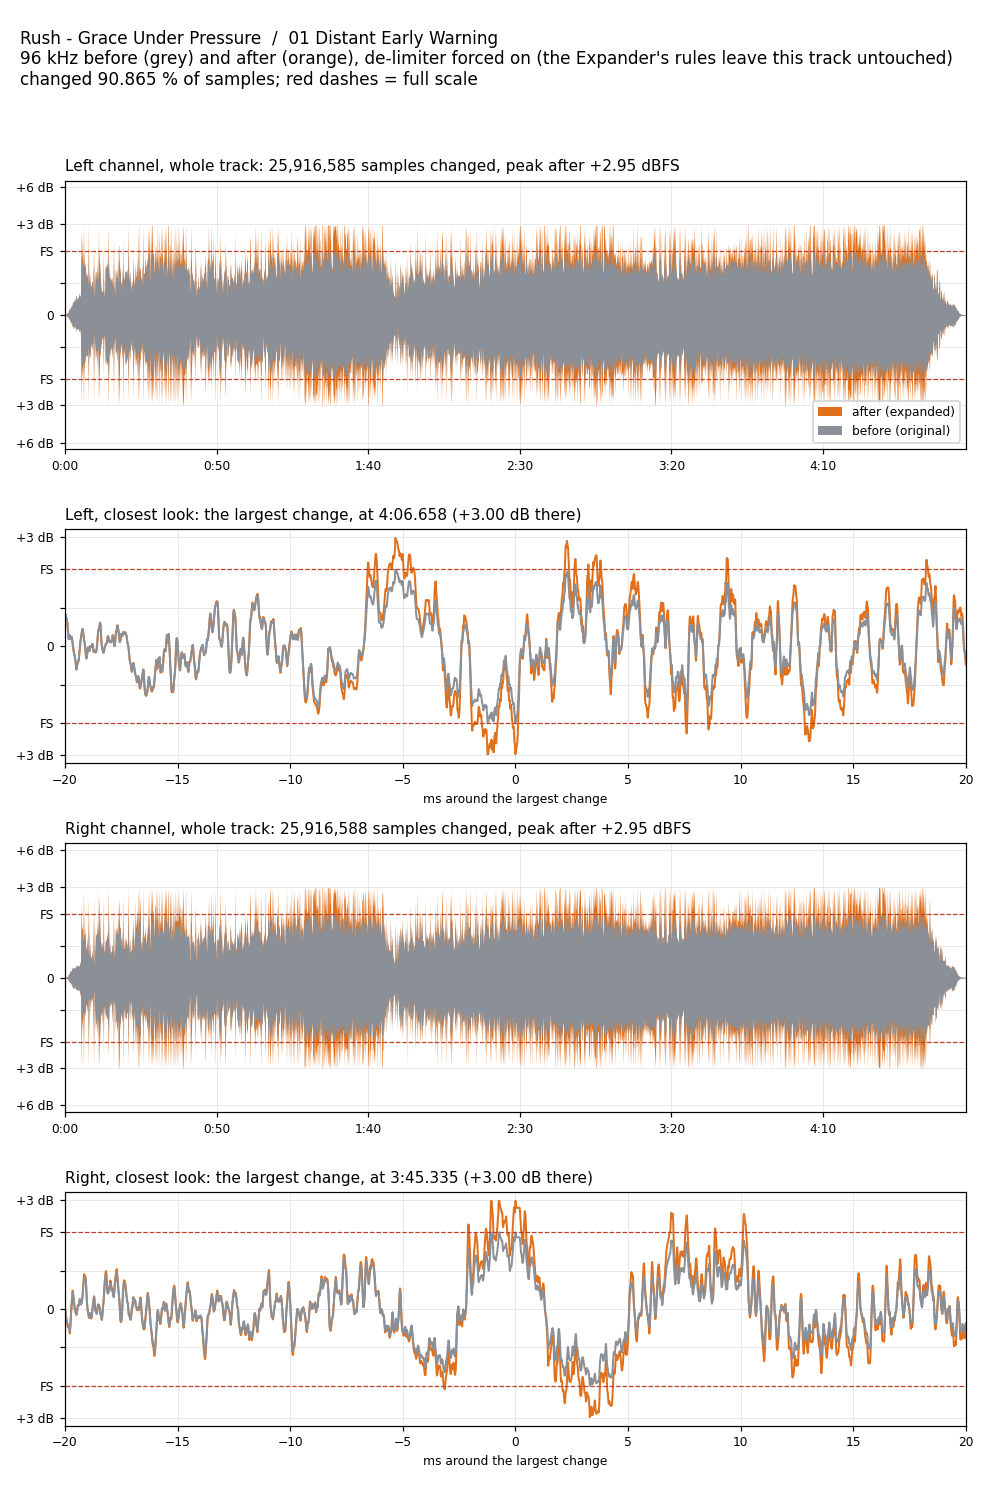 Rush - Grace Under Pressure  /  01 Distant Early Warning
96 kHz before (grey) and after (orange), de-limiter forced on (the Expander's rules leave this track untouched)
changed 90.865 % of samples; red dashes = full scale
Left channel, whole track: 25,916,585 samples changed, peak after +2.95 dBFS
+6 dB
+3 dB
FS
0
FS
+3 dB
+6 dB
after (expanded)
before (original)
0:00 0:50 1:40 2:30 3:20 4:10
Left, closest look: the largest change, at 4:06.658 (+3.00 dB there)
+3 dB
FS
0
FS
+3 dB
−20 −15 −10 −5 0 5 10 15 20
ms around the largest change
Right channel, whole track: 25,916,588 samples changed, peak after +2.95 dBFS
+6 dB
+3 dB
FS
0
FS
+3 dB
+6 dB
0:00 0:50 1:40 2:30 3:20 4:10
Right, closest look: the largest change, at 3:45.335 (+3.00 dB there)
+3 dB
FS
0
FS
+3 dB
−20 −15 −10 −5 0 5 10 15 20
ms around the largest change